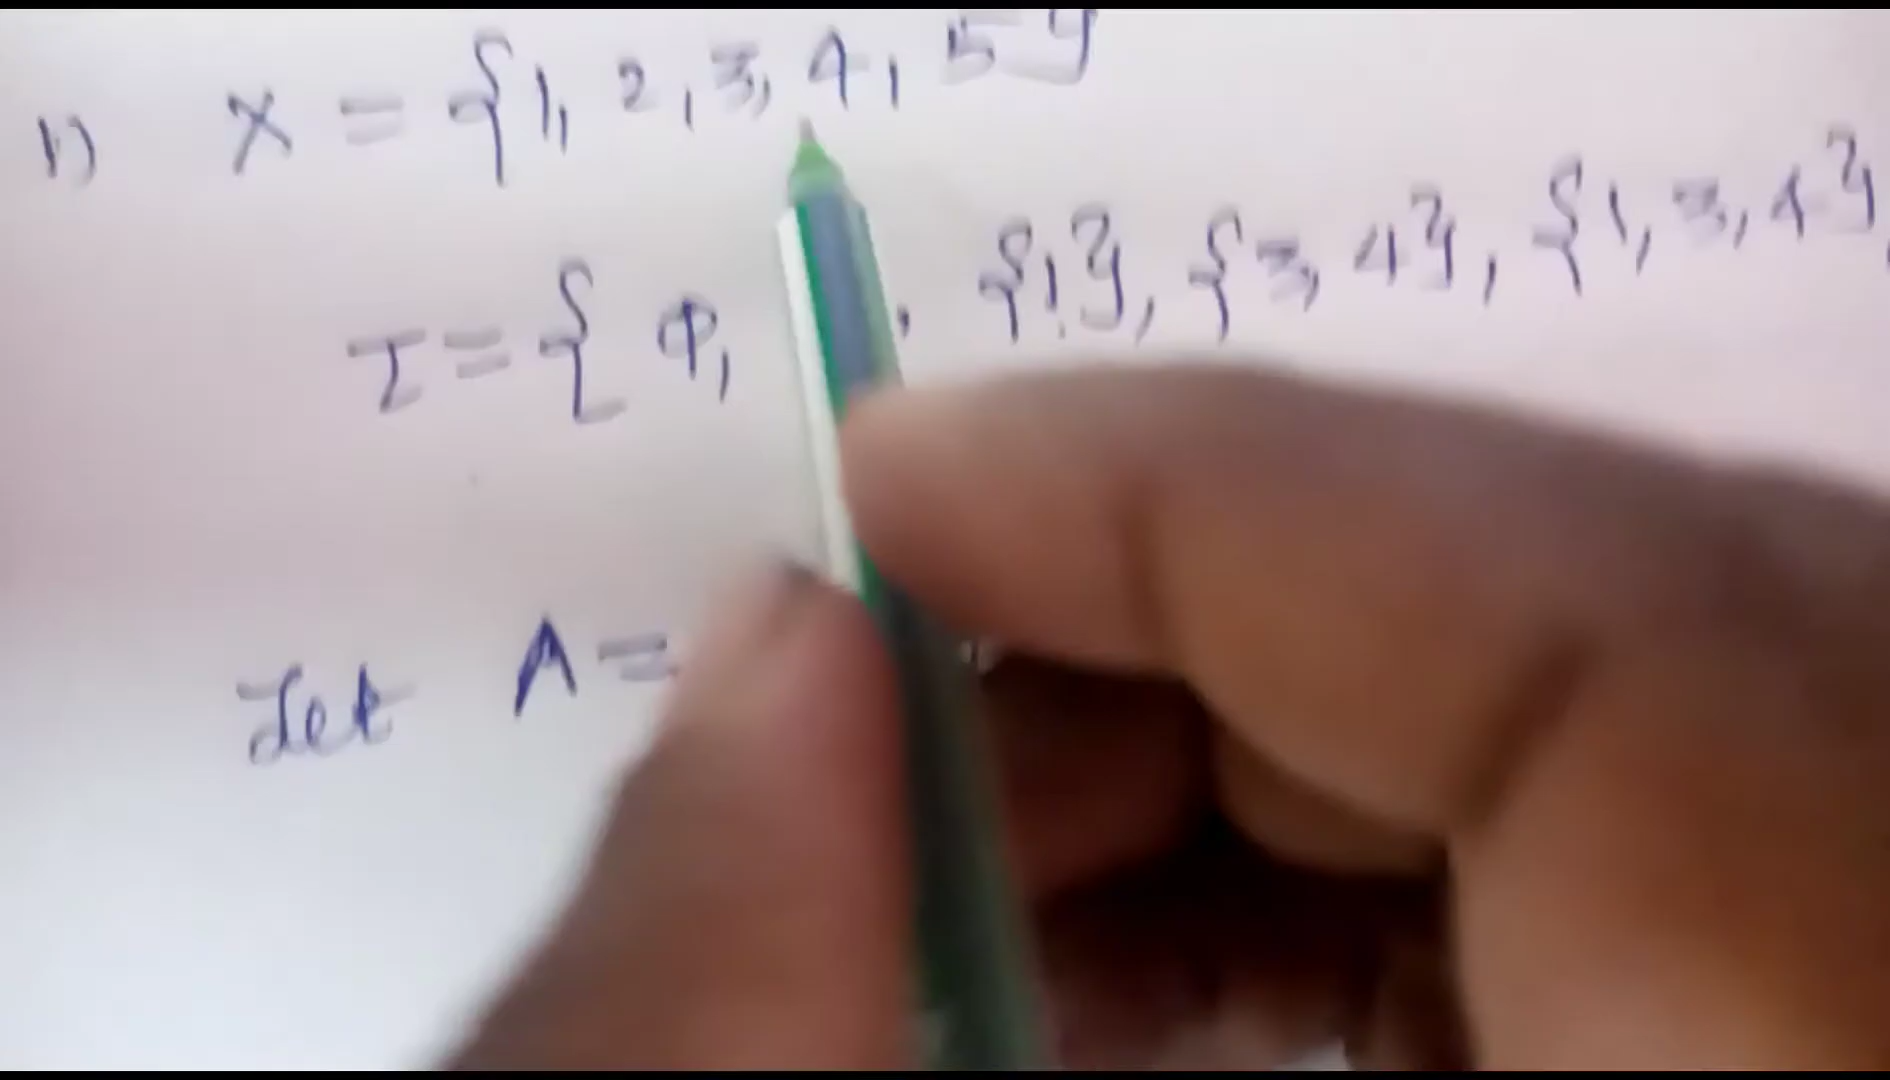 1) X = {1, 2, 3, 4, 5}
τ = { φ, , {1}, {3, 4}, {1, 3, 4},
Let A =